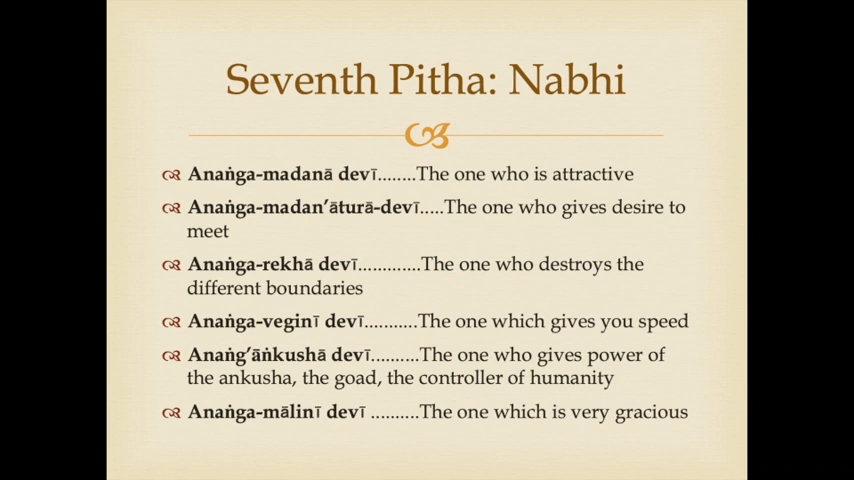 Seventh Pitha: Nabhi
Anaṅga-madanā devī........The one who is attractive
Anaṅga-madan’āturā-devī.....The one who gives desire to
meet
Anaṅga-rekhā devī.............The one who destroys the
different boundaries
Anaṅga-veginī devī...........The one which gives you speed
Anaṅg’āṅkushā devī..........The one who gives power of
the ankusha, the goad, the controller of humanity
Anaṅga-mālinī devī ..........The one which is very gracious